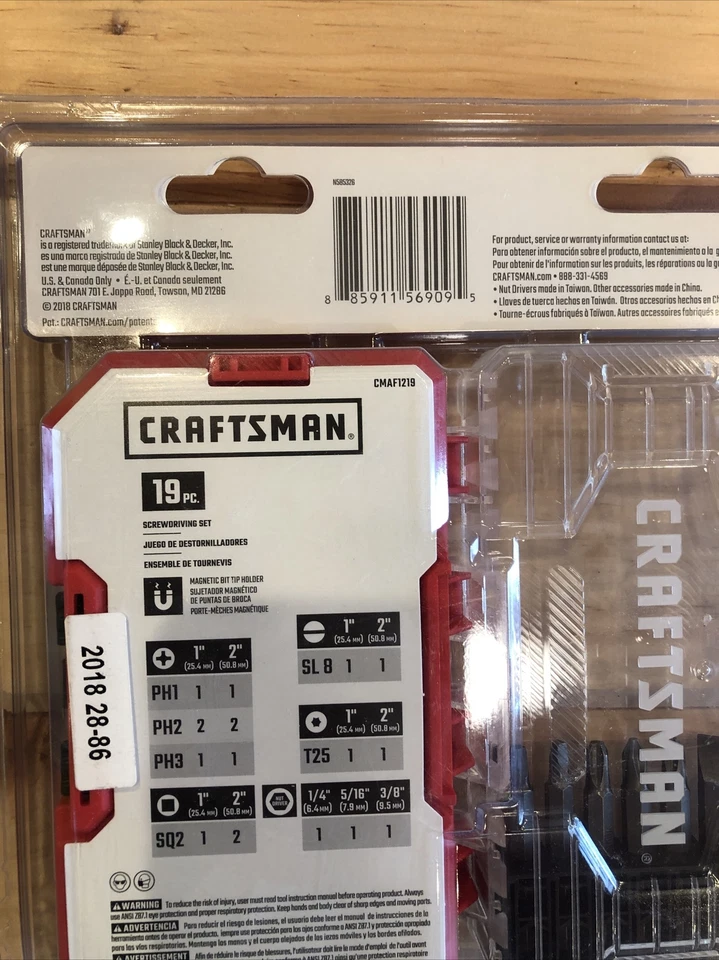 N585326
8 85911 56909 5
CRAFTSMAN
is a registered trademark of Stanley Black & Decker, Inc.
es una marca registrada de Stanley Black & Decker, Inc.
est une marque déposée de Stanley Black & Decker, Inc.
U.S. & Canada Only • É.-U. et Canada seulement
CRAFTSMAN 701 E. Joppa Road, Towson, MD 21286
© 2018 CRAFTSMAN
Pat.: CRAFTSMAN.com/patent
For product, service or warranty information contact us at:
Para obtener información sobre el producto, el mantenimiento o la
Pour obtenir de l'information sur les produits, les réparations ou la
CRAFTSMAN.com • 888-331-4569
• Nut Drivers made in Taiwan. Other accessories made in China.
• Llaves de tuerca hechas en Taiwán. Otros accesorios hechos en
• Tourne-écrous fabriqués à Taïwan. Autres accessoires fabriqués
CMAF1219
CRAFTSMAN®
19 PC.
SCREWDRIVING SET
JUEGO DE DESTORNILLADORES
ENSEMBLE DE TOURNEVIS
MAGNETIC BIT TIP HOLDER
SUJETADOR MAGNÉTICO
DE PUNTAS DE BROCA
PORTE-MÈCHES MAGNÉTIQUE
1" 2"
(25.4 MM) (50.8 MM)
PH1 1 1
PH2 2 2
PH3 1 1
1" 2"
(25.4 MM) (50.8 MM)
SQ2 1 2
1" 2"
(25.4 MM) (50.8 MM)
SL 8 1 1
1" 2"
(25.4 MM) (50.8 MM)
T25 1 1
NUT DRIVER
1/4" 5/16" 3/8"
(6.4 MM) (7.9 MM) (9.5 MM)
1 1 1
2018 28-86
CRAFTSMAN®
WARNING To reduce the risk of injury, user must read tool instruction manual before operating product. Always
use ANSI Z87.1 eye protection and proper respiratory protection. Keep hands and body clear of sharp edges and moving parts.
ADVERTENCIA Para reducir el riesgo de lesiones, el usuario debe leer el manual de instrucciones de la
herramienta antes de operar el producto. Siempre use protección para los ojos conforme a ANSI Z87.1 y protección apropiada
para las vías respiratorias. Mantenga las manos y el cuerpo alejados de las zonas móviles y los bordes afilados.
AVERTISSEMENT Afin de réduire le risque de blessures, l'utilisateur doit lire le mode d'emploi de l'outil avant
conforme à ANSI Z87.1 ainsi qu'une protection respiratoire